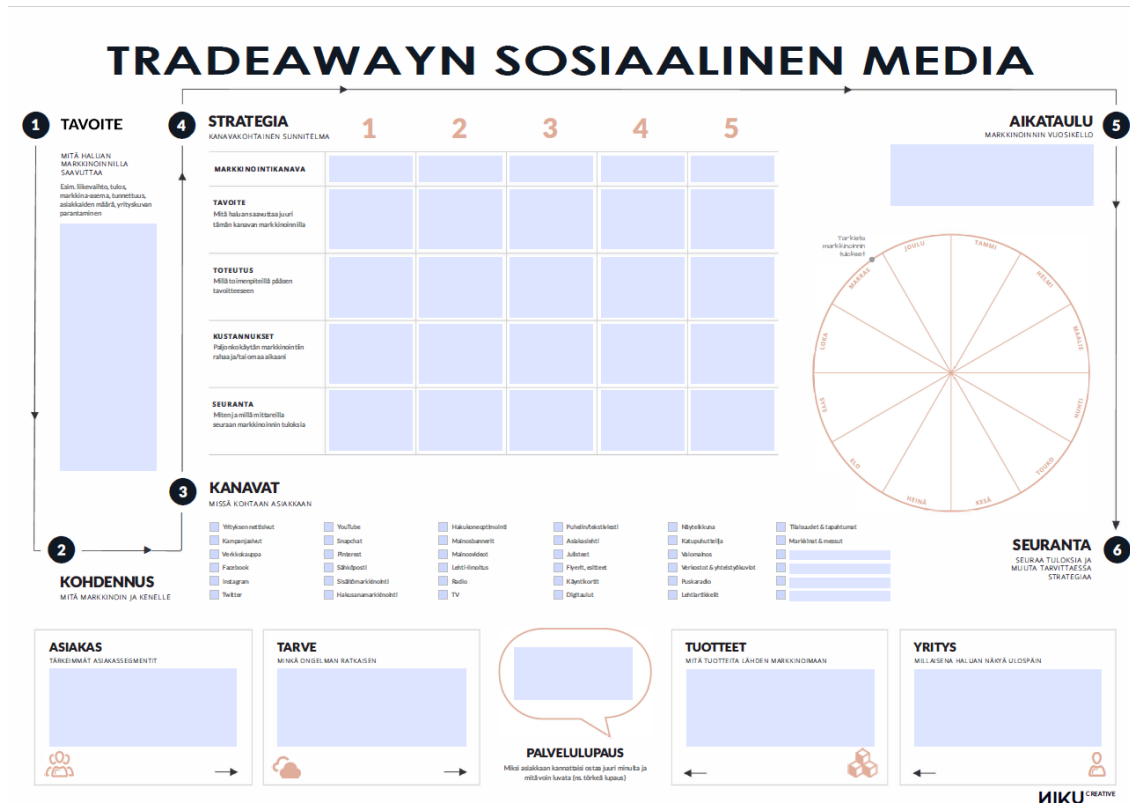 TRADEAWAYN SOSIAALINEN MEDIA
1 TAVOITE
MITÄ HALUAN
MARKKINOINNILLA
SAAVUTTAA
Esim. liikevaihto, tulos,
markkina-asema, tunnettuus,
asiakkaiden määrä, yrityskuvan
parantaminen
2
KOHDENNUS
MITÄ MARKKINOIN JA KENELLE
3 KANAVAT
MISSÄ KOHTAAN ASIAKKAAN
Yrityksen nettisivut
Kampanjasivut
Verkkokauppa
Facebook
Instagram
Twitter
YouTube
Snapchat
Pinterest
Sähköposti
Sisältömarkkinointi
Hakusanamarkkinointi
Hakukoneoptimointi
Mainosbannerit
Mainosvideot
Lehti-ilmoitus
Radio
TV
Puhelin/tekstiviesti
Asiakaslehti
Julisteet
Flyerit, esitteet
Käyntikortit
Digitaulut
Näyteikkuna
Katupuhuttelija
Valomainos
Verkostot & yhteistyökuviot
Puskaradio
Lehtiartikkelit
Tilaisuudet & tapahtumat
Markkinat & messut
4 STRATEGIA
KANAVAKOHTAINEN SUNNITELMA
1 2 3 4 5
MARKKINOINTIKANAVA
TAVOITE
Mitä haluan saavuttaa juuri
tämän kanavan markkinoinnilla
TOTEUTUS
Millä toimenpiteillä pääsen
tavoitteeseen
KUSTANNUKSET
Paljonko käytän markkinointiin
rahaa ja/tai omaa aikaani
SEURANTA
Miten ja millä mittareilla
seuraan markkinoinnin tuloksia
AIKATAULU 5
MARKKINOINNIN VUOSIKELLO
Tarkista
markkinoinnin
tulokset
TAMMI
HELMI
MAALIS
HUHTI
TOUKO
KESÄ
HEINÄ
ELO
SYYS
LOKA
MARRAS
JOULU
SEURANTA 6
SEURAA TULOKSIA JA
MUUTA TARVITTAESSA
STRATEGIAA
ASIAKAS
TÄRKEIMMÄT ASIAKASSEGMENTIT
TARVE
MINKÄ ONGELMAN RATKAISEN
PALVELULUPAUS
Miksi asiakkaan kannattaisi ostaa juuri minulta ja
mitä voin luvata (ns. törkeä lupaus)
TUOTTEET
MITÄ TUOTTEITA LÄHDEN MARKKINOIMAAN
YRITYS
MILLAISENA HALUAN NÄKYÄ ULOSPÄIN
NIKU CREATIVE